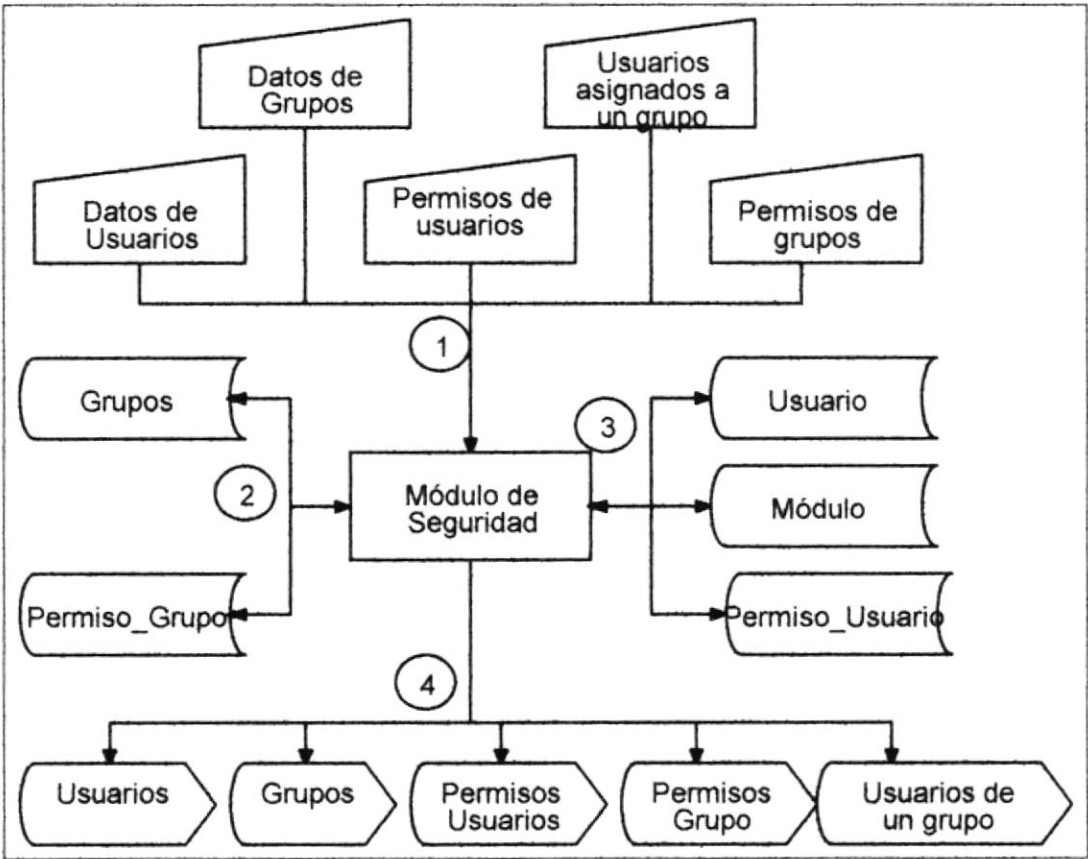 Datos de
Grupos
Usuarios
asignados a
un grupo
Datos de
Usuarios
Permisos de
usuarios
Permisos de
grupos
1
Grupos
Usuario
3
2
Módulo de
Seguridad
Módulo
Permiso_Grupo
Permiso_Usuario
4
Usuarios
Grupos
Permisos
Usuarios
Permisos
Grupo
Usuarios de
un grupo